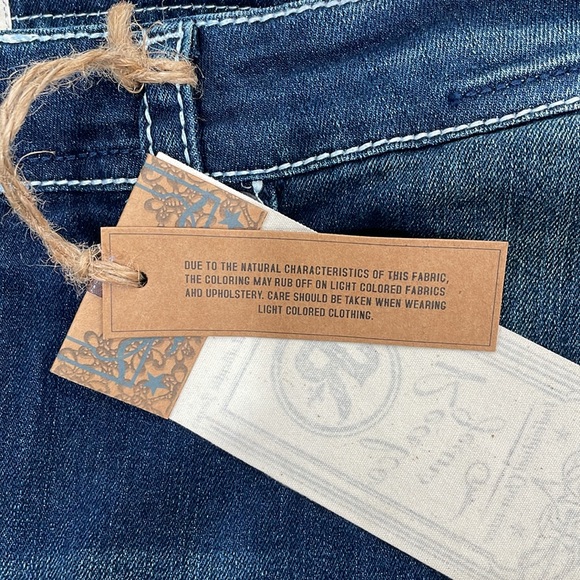 DUE TO THE NATURAL CHARACTERISTICS OF THIS FABRIC,
THE COLORING MAY RUB OFF ON LIGHT COLORED FABRICS
AHD UPHOLSTERY. CARE SHOULD BE TAKEN WHEN WEARING
LIGHT COLORED CLOTHING.